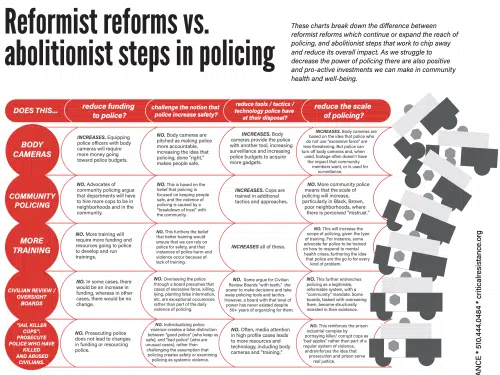 Reformist reforms vs.
abolitionist steps in policing
These charts break down the difference between
reformist reforms which continue or expand the reach of
policing, and abolitionist steps that work to chip away
and reduce its overall impact. As we struggle to
decrease the power of policing there are also positive
and pro-active investments we can make in community
health and well-being.
DOES THIS...
reduce funding
to police?
challenge the notion that
police increase safety?
reduce tools / tactics /
technology police have
at their disposal?
reduce the scale
of policing?
BODY
CAMERAS
INCREASES. Equipping
police officers with body
cameras will require
more money going
toward police budgets.
NO. Body cameras are
pitched as making police
more accountable,
increasing the idea that
policing, done "right,"
makes people safe.
INCREASES. Body
cameras provide the
police with another tool,
increasing surveillance and
increasing police budgets to
acquire more gadgets.
INCREASES. Body cameras are
based on the idea that police who
do not use "excessive force" are
less threatening. But police can
turn off body cameras and, when
used, footage often doesn't have
the impact that community
members want, or is used for
surveillance.
COMMUNITY
POLICING
NO. Advocates of
community policing argue
that departments will have
to hire more cops to be in
neighborhoods and in the
community.
NO. This is based on the
belief that policing is
focused on keeping people
safe, and the violence of
policing is caused by a
"breakdown of trust" with
the community.
INCREASES. Cops are
trained in additional
tactics and approaches.
NO. More community police
means that the scale of
policing will increase,
particularly in Black, Brown,
poor neighborhoods, where
there is perceived "mistrust."
MORE
TRAINING
NO. More training will
require more funding and
resources going to police
to develop and run
trainings.
NO. This furthers the belief
that better training would
ensure that we can rely on
police for safety, and that
instances of police harm and
violence occur because of
lack of training.
INCREASES all of these.
NO. This will increase the
scope of policing, given the type
of training. For instance, some
advocate for police to be trained
on how to respond to mental
health crises, furthering the idea
that police are the go to for every
kind of problem.
CIVILIAN REVIEW /
OVERSIGHT
BOARDS
NO. In some cases, there
would be an increase in
funding, whereas in other
cases, there would be no
change.
NO. Overseeing the police
through a board presumes that
cases of excessive force, killing,
lying, planting false information,
etc. are exceptional occurrences
rather than part of the daily
violence of policing.
NO. Some argue for Civilian
Review Boards "with teeth," the
power to make decisions and take
away policing tools and tactics.
However, a board with that level of
power has never existed despite
50+ years of organizing for them.
NO. This further entrenches
policing as a legitimate,
reformable system, with a
"community" mandate. Some
boards, tasked with overseeing
them, become structurally
invested in their existence.
"JAIL KILLER
COPS": PROSECUTE
POLICE WHO HAVE
KILLED AND
ABUSED CIVILIANS.
NO. Prosecuting police
does not lead to changes
in funding or resourcing
police.
NO. Individualizing police
violence creates a false distinction
between "good police" (who keep us
safe), and "bad police" (who are
unusual cases), rather than
challenging the assumption that
policing creates safety or examining
policing as systemic violence.
NO. Often, media attention
in high profile cases leads
to more resources and
technology, including body
cameras and "training."
NO. This reinforces the prison
industrial complex by
portraying killer/ corrupt cops as
'bad apples" rather than part of a
regular system of violence,
and reinforces the idea that
prosecution and prison serve
real justice.
ANCE * 510.444.0484 * criticalresistance.org